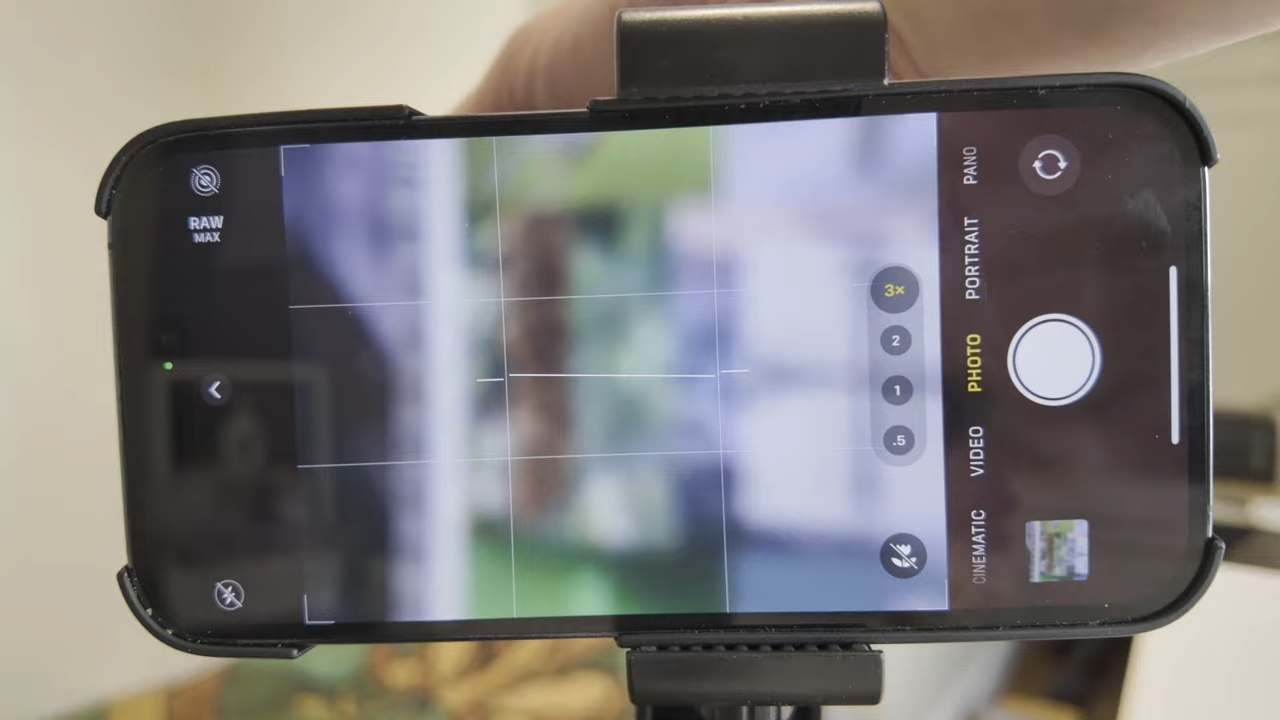 RAW
MAX
3×
2
1
.5
PANO
PORTRAIT
PHOTO
VIDEO
CINEMATIC